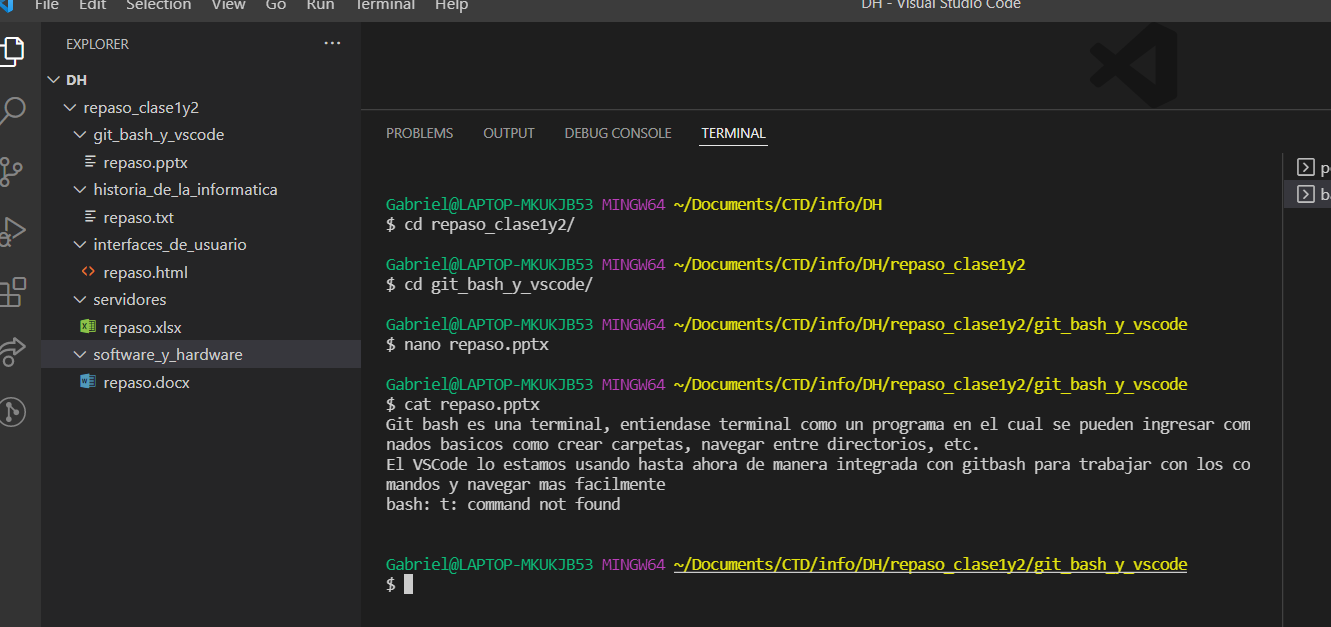 File Edit Selection View Go Run Terminal Help DH - Visual Studio Code
EXPLORER ...
DH
repaso_clase1y2
git_bash_y_vscode
repaso.pptx
historia_de_la_informatica
repaso.txt
interfaces_de_usuario
repaso.html
servidores
repaso.xlsx
software_y_hardware
repaso.docx
PROBLEMS OUTPUT DEBUG CONSOLE TERMINAL
Gabriel@LAPTOP-MKUKJB53 MINGW64 ~/Documents/CTD/info/DH
$ cd repaso_clase1y2/
Gabriel@LAPTOP-MKUKJB53 MINGW64 ~/Documents/CTD/info/DH/repaso_clase1y2
$ cd git_bash_y_vscode/
Gabriel@LAPTOP-MKUKJB53 MINGW64 ~/Documents/CTD/info/DH/repaso_clase1y2/git_bash_y_vscode
$ nano repaso.pptx
Gabriel@LAPTOP-MKUKJB53 MINGW64 ~/Documents/CTD/info/DH/repaso_clase1y2/git_bash_y_vscode
$ cat repaso.pptx
Git bash es una terminal, entiendase terminal como un programa en el cual se pueden ingresar com
nados basicos como crear carpetas, navegar entre directorios, etc.
El VSCode lo estamos usando hasta ahora de manera integrada con gitbash para trabajar con los co
mandos y navegar mas facilmente
bash: t: command not found
Gabriel@LAPTOP-MKUKJB53 MINGW64 ~/Documents/CTD/info/DH/repaso_clase1y2/git_bash_y_vscode
$